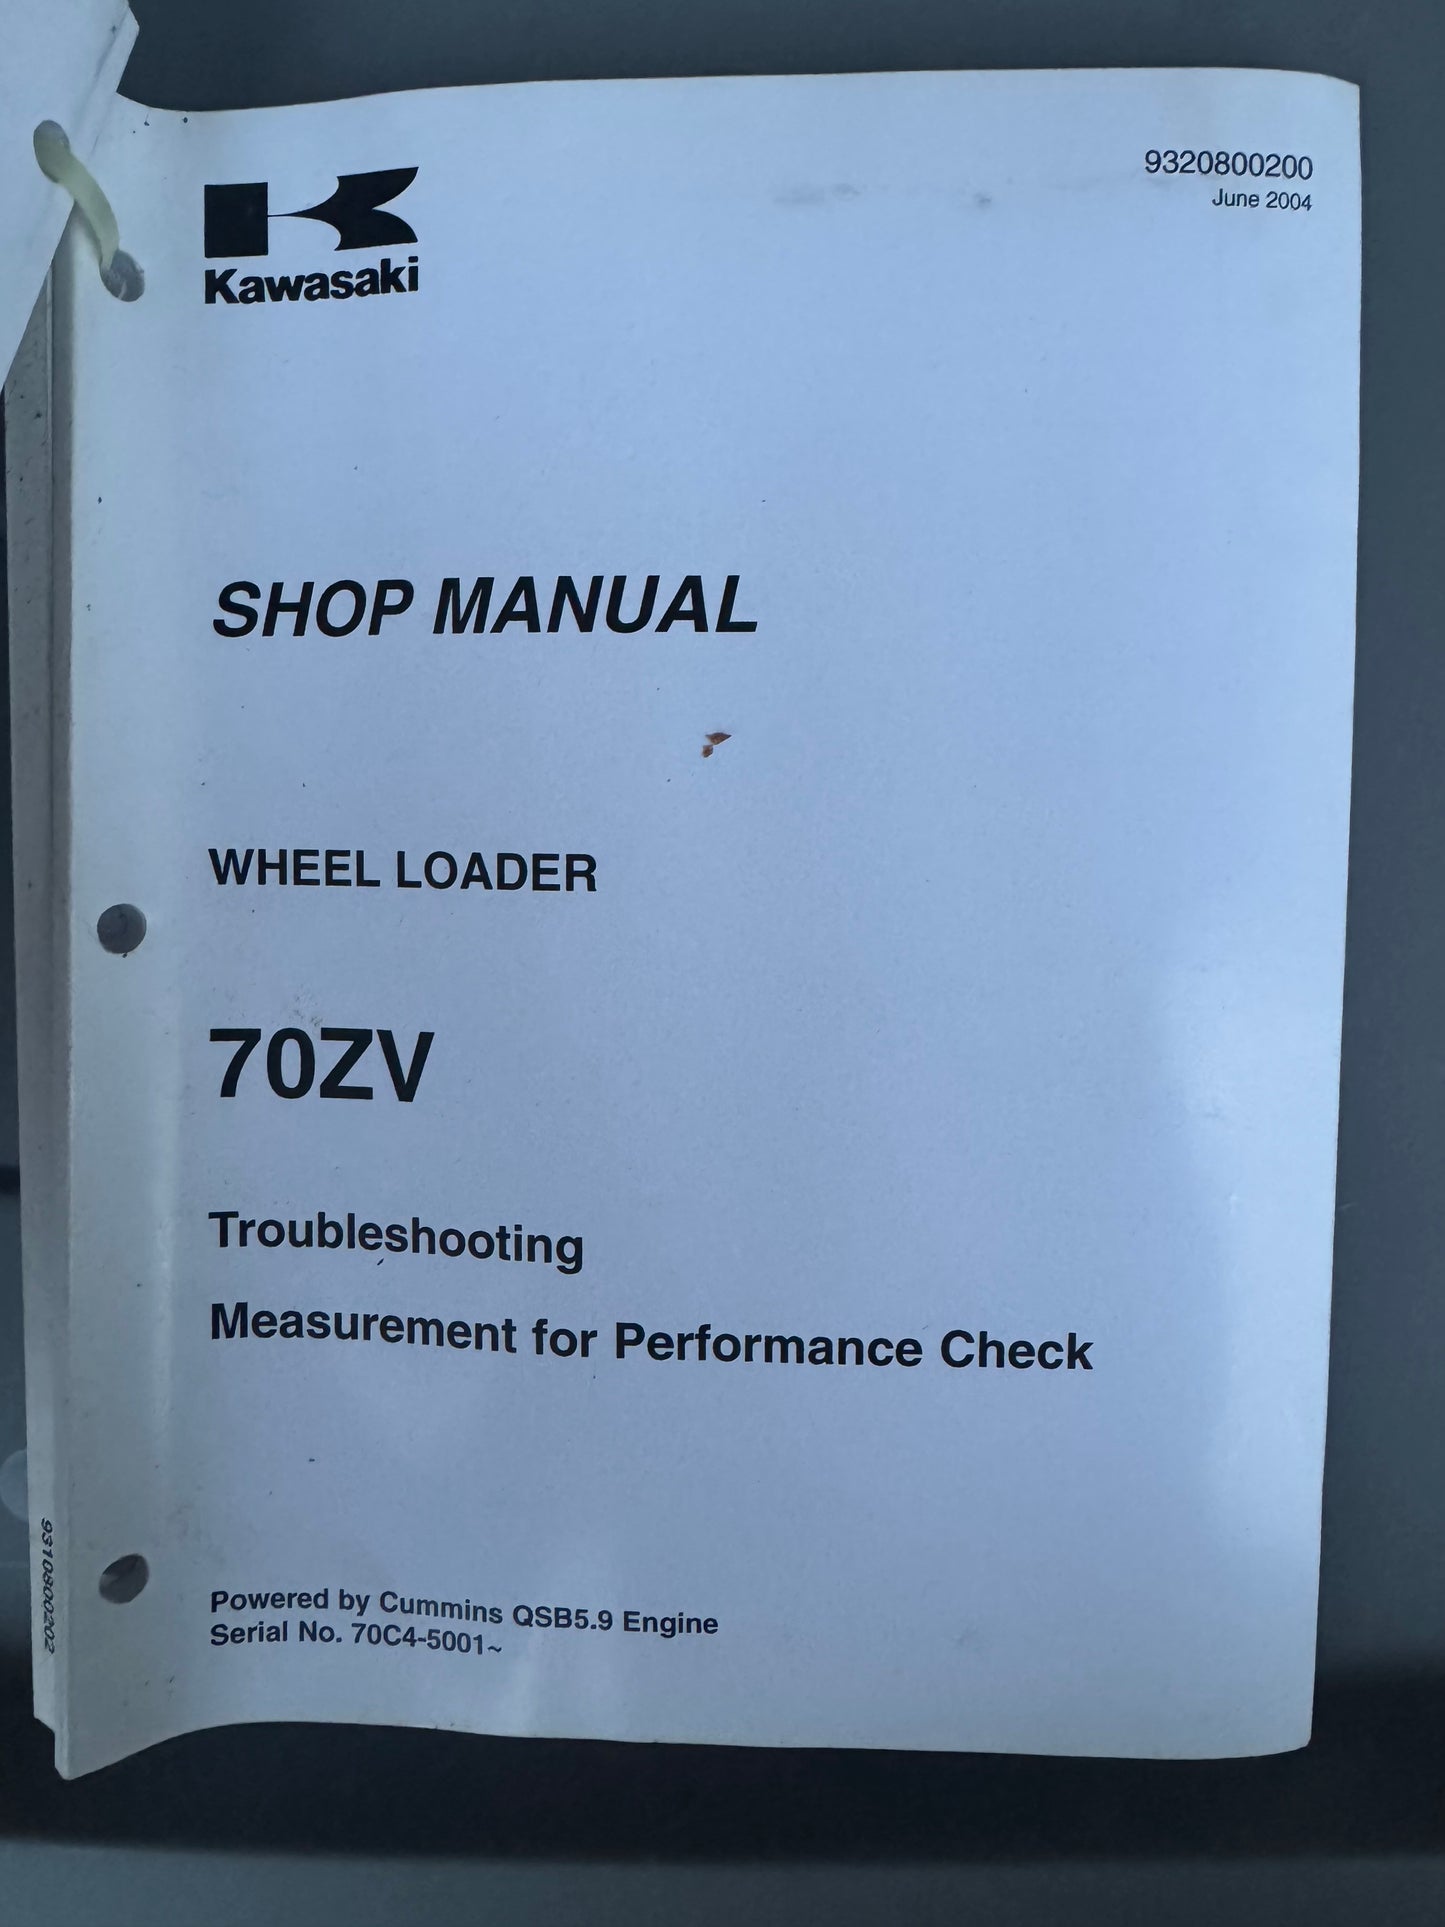 Kawasaki
9320800200
June 2004
SHOP MANUAL
WHEEL LOADER
70ZV
Troubleshooting
Measurement for Performance Check
Powered by Cummins QSB5.9 Engine
Serial No. 70C4-5001~
9310800202